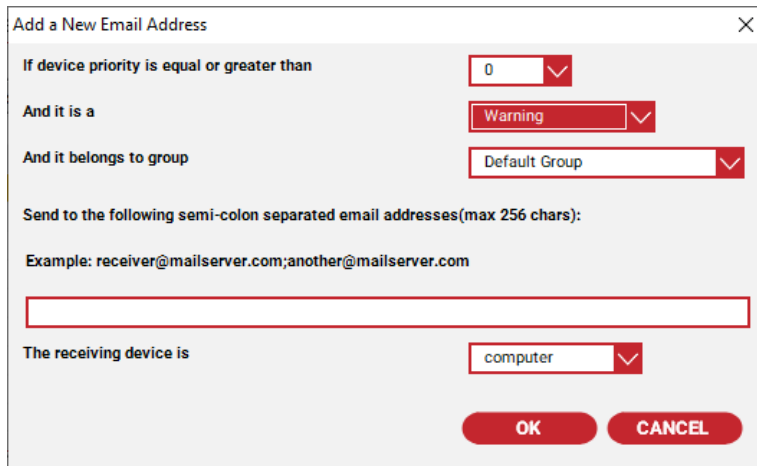 Add a New Email Address
If device priority is equal or greater than 0
And it is a Warning
And it belongs to group Default Group
Send to the following semi-colon separated email addresses(max 256 chars):
Example: receiver@mailserver.com;another@mailserver.com
The receiving device is computer
OK CANCEL